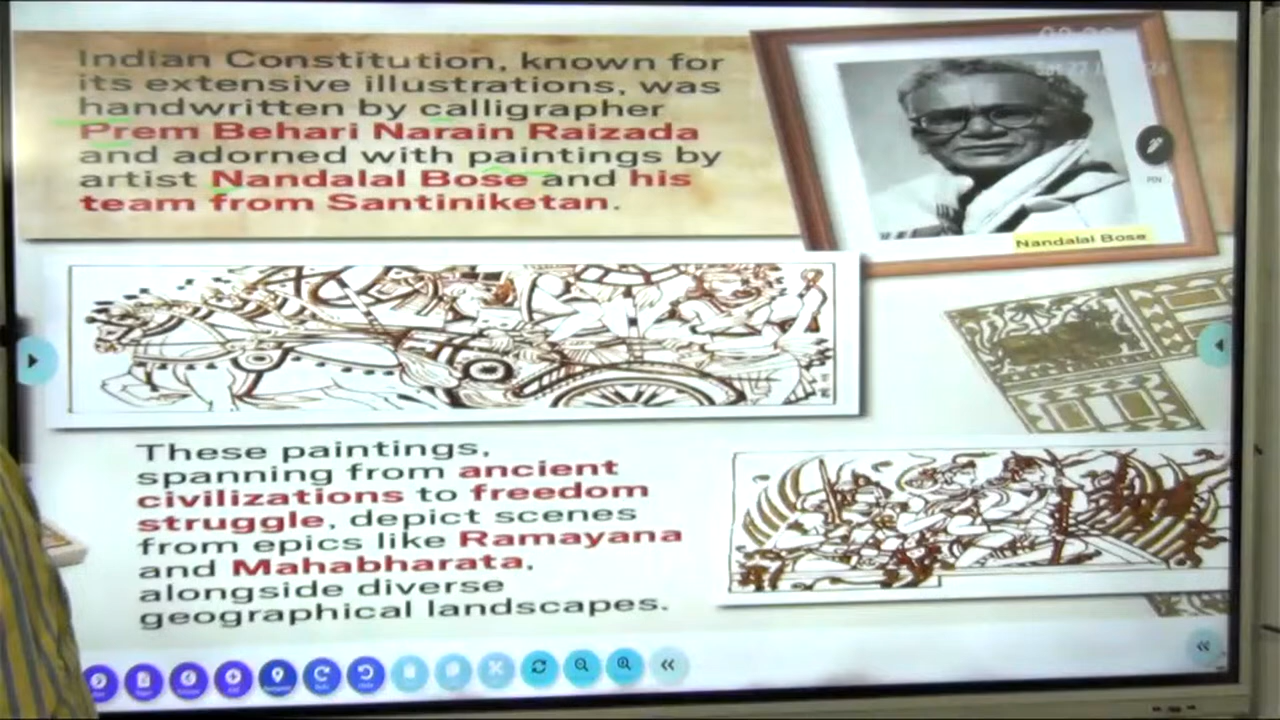 Indian Constitution, known for
its extensive illustrations, was
handwritten by calligrapher
Prem Behari Narain Raizada
and adorned with paintings by
artist Nandalal Bose and his
team from Santiniketan.
PEN
Nandalal Bose
These paintings,
spanning from ancient
civilizations to freedom
struggle, depict scenes
from epics like Ramayana
and Mahabharata,
alongside diverse
geographical landscapes.